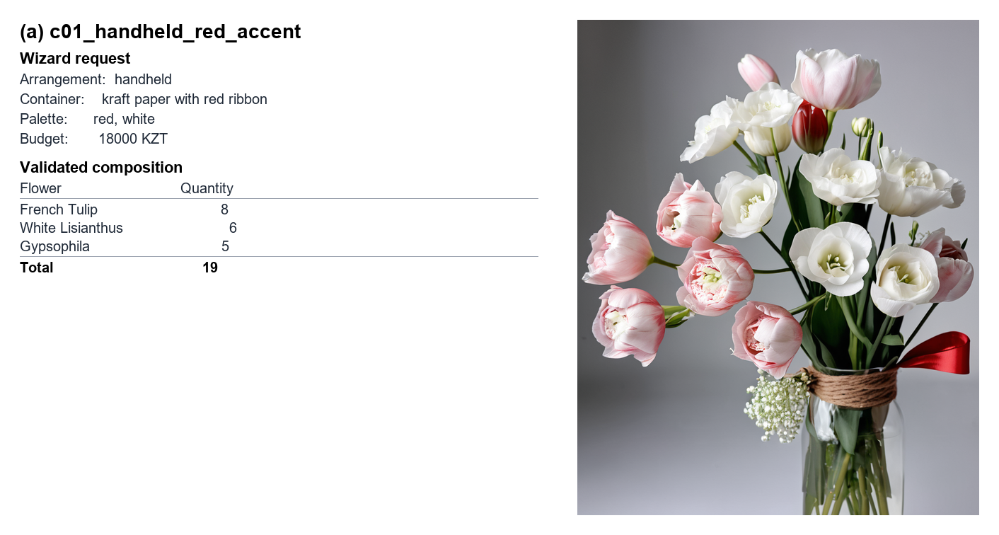 (a) c01_handheld_red_accent
Wizard request
Arrangement: handheld
Container: kraft paper with red ribbon
Palette: red, white
Budget: 18000 KZT
Validated composition
Flower Quantity
French Tulip 8
White Lisianthus 6
Gypsophila 5
Total 19